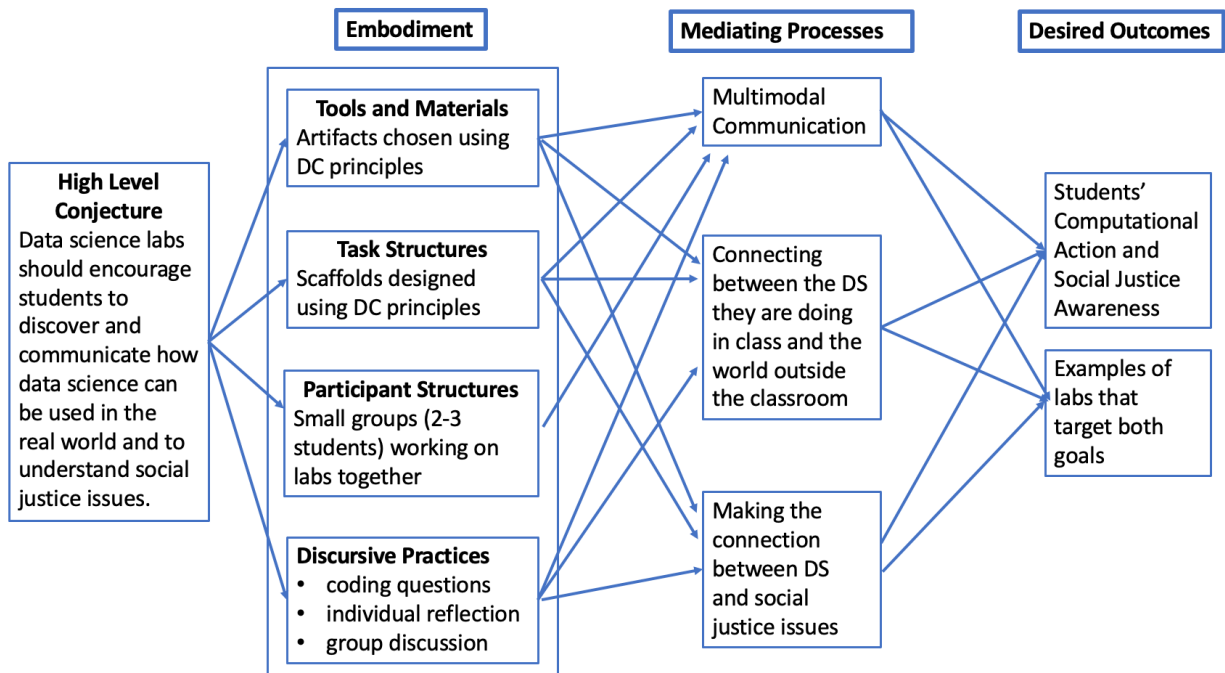 Embodiment
Mediating Processes
Desired Outcomes
High Level
Conjecture
Data science labs
should encourage
students to
discover and
communicate how
data science can
be used in the
real world and to
understand social
justice issues.
Tools and Materials
Artifacts chosen using
DC principles
Task Structures
Scaffolds designed
using DC principles
Participant Structures
Small groups (2-3
students) working on
labs together
Discursive Practices
• coding questions
• individual reflection
• group discussion
Multimodal
Communication
Connecting
between the DS
they are doing
in class and the
world outside
the classroom
Making the
connection
between DS
and social
justice issues
Students’
Computational
Action and
Social Justice
Awareness
Examples of
labs that
target both
goals